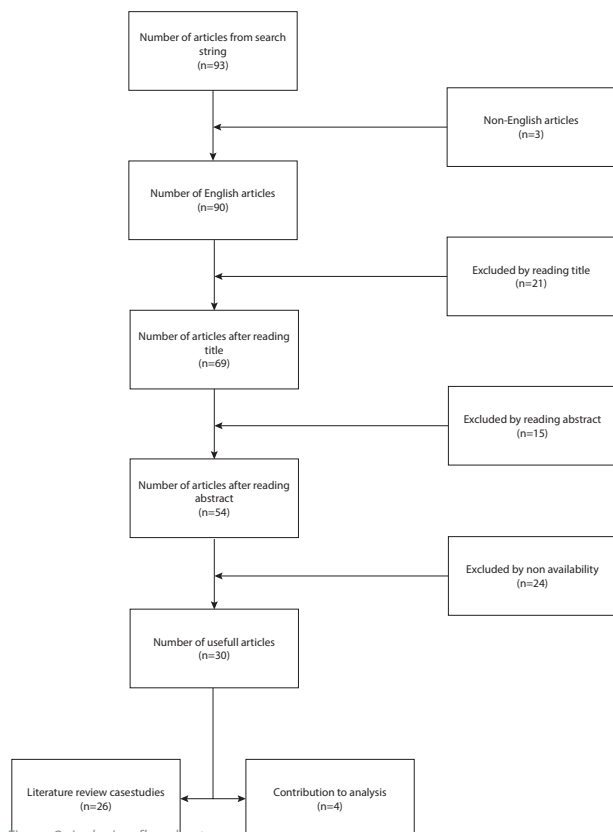 Number of articles from search
string
(n=93)
Non-English articles
(n=3)
Number of English articles
(n=90)
Excluded by reading title
(n=21)
Number of articles after reading
title
(n=69)
Excluded by reading abstract
(n=15)
Number of articles after reading
abstract
(n=54)
Excluded by non availability
(n=24)
Number of usefull articles
(n=30)
Literature review casestudies
(n=26)
Contribution to analysis
(n=4)